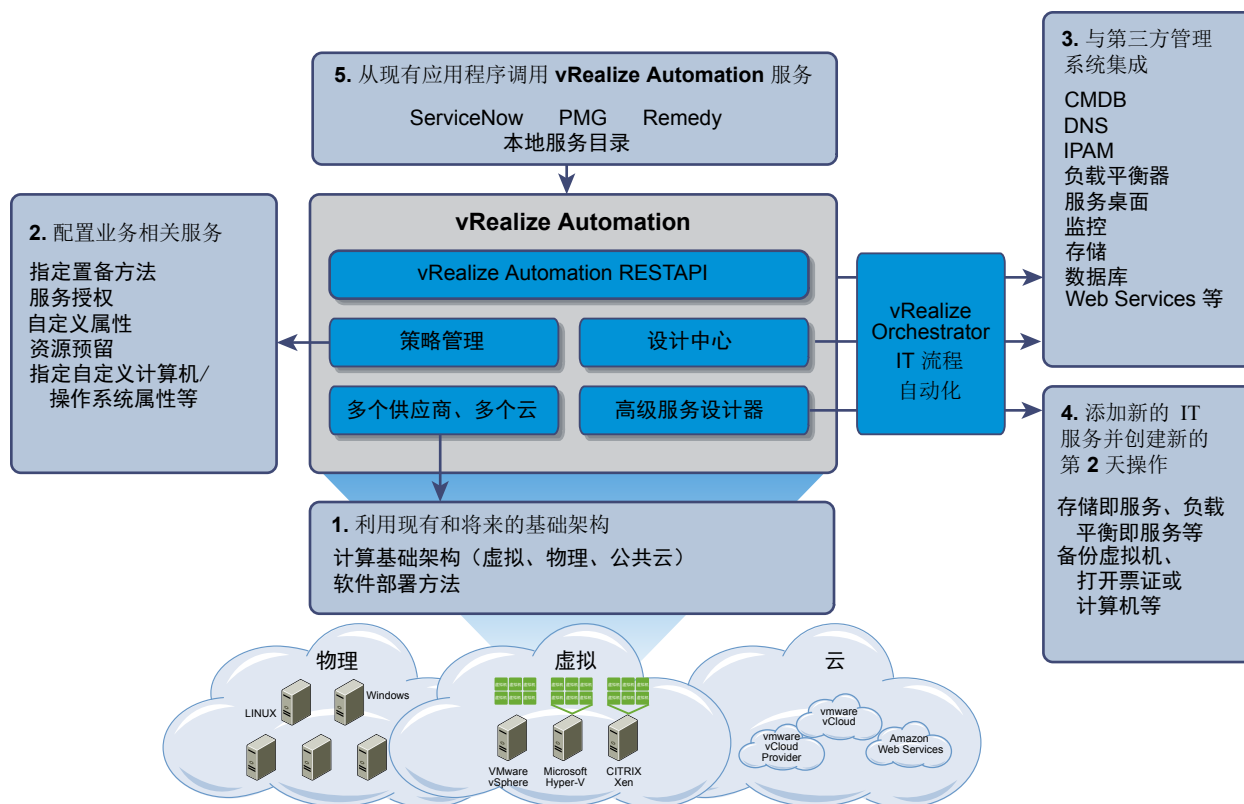 5. 从现有应用程序调用 vRealize Automation 服务
ServiceNow PMG Remedy
本地服务目录
3. 与第三方管理
系统集成
CMDB
DNS
IPAM
负载平衡器
服务桌面
监控
存储
数据库
Web Services 等
2. 配置业务相关服务
指定置备方法
服务授权
自定义属性
资源预留
指定自定义计算机/
操作系统属性等
vRealize Automation
vRealize Automation RESTAPI
策略管理
设计中心
多个供应商、多个云
高级服务设计器
vRealize
Orchestrator
IT 流程
自动化
4. 添加新的 IT
服务并创建新的
第 2 天操作
存储即服务、负载
平衡即服务等
备份虚拟机、
打开票证或
计算机等
1. 利用现有和将来的基础架构
计算基础架构（虚拟、物理、公共云）
软件部署方法
物理
LINUX
Windows
虚拟
VMware
vSphere
Microsoft
Hyper-V
CITRIX
Xen
云
vmware
vCloud
vmware
vCloud
Provider
Amazon
Web Services